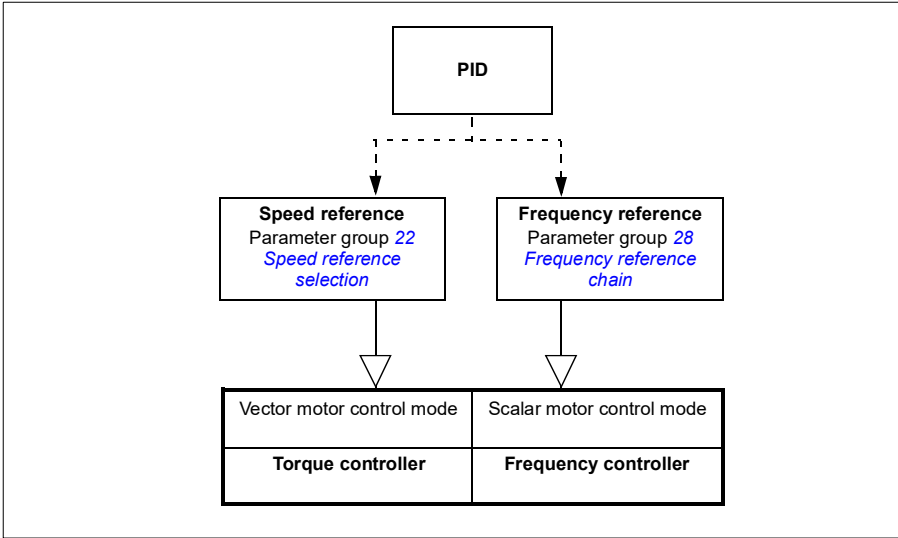 PID
Speed reference
Parameter group 22
Speed reference
selection
Frequency reference
Parameter group 28
Frequency reference
chain
Vector motor control mode
Scalar motor control mode
Torque controller
Frequency controller